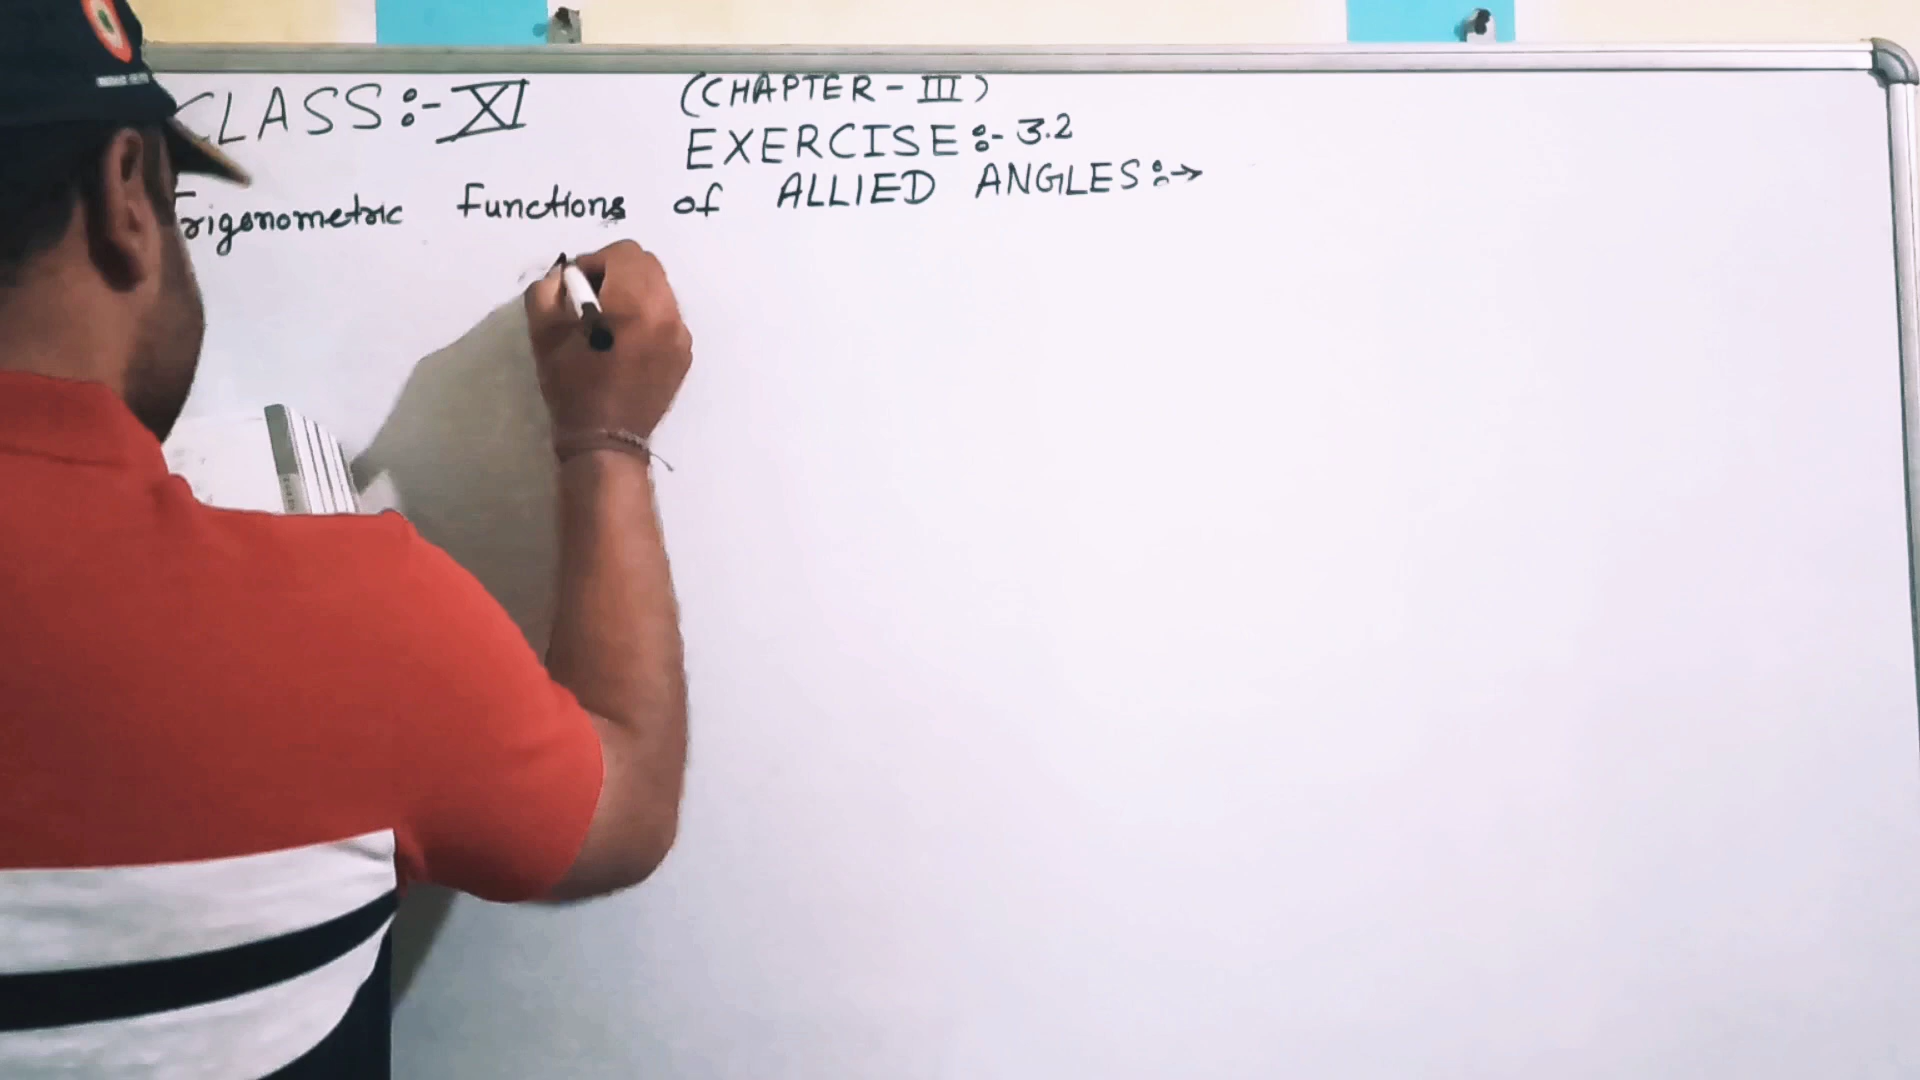 CLASS:- XI
(CHAPTER - III)
EXERCISE:- 3.2
Trigonometric Functions of ALLIED ANGLES:→